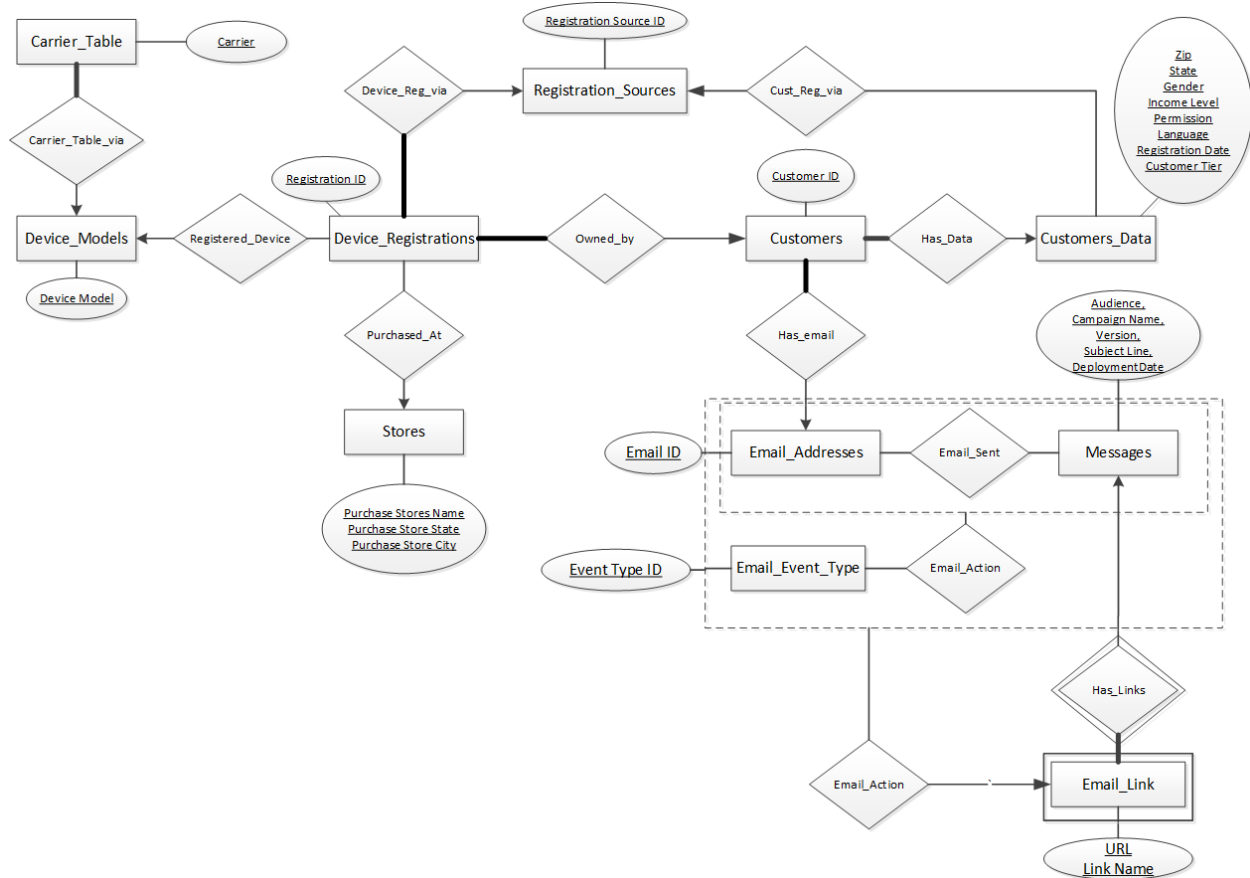 Registration Source ID
Carrier_Table
Carrier
Zip
State
Gender
Income Level
Permission
Language
Registration Date
Customer Tier
Device_Reg_via
Registration_Sources
Cust_Reg_via
Carrier_Table_via
Registration ID
Customer ID
Device_Models
Registered_Device
Device_Registrations
Owned_by
Customers
Has_Data
Customers_Data
Device Model
Purchased_At
Has_email
Audience,
Campaign Name,
Version,
Subject Line,
DeploymentDate
Stores
Email ID
Email_Addresses
Email_Sent
Messages
Purchase Stores Name
Purchase Store State
Purchase Store City
Event Type ID
Email_Event_Type
Email_Action
Has_Links
Email_Action
Email_Link
URL
Link Name